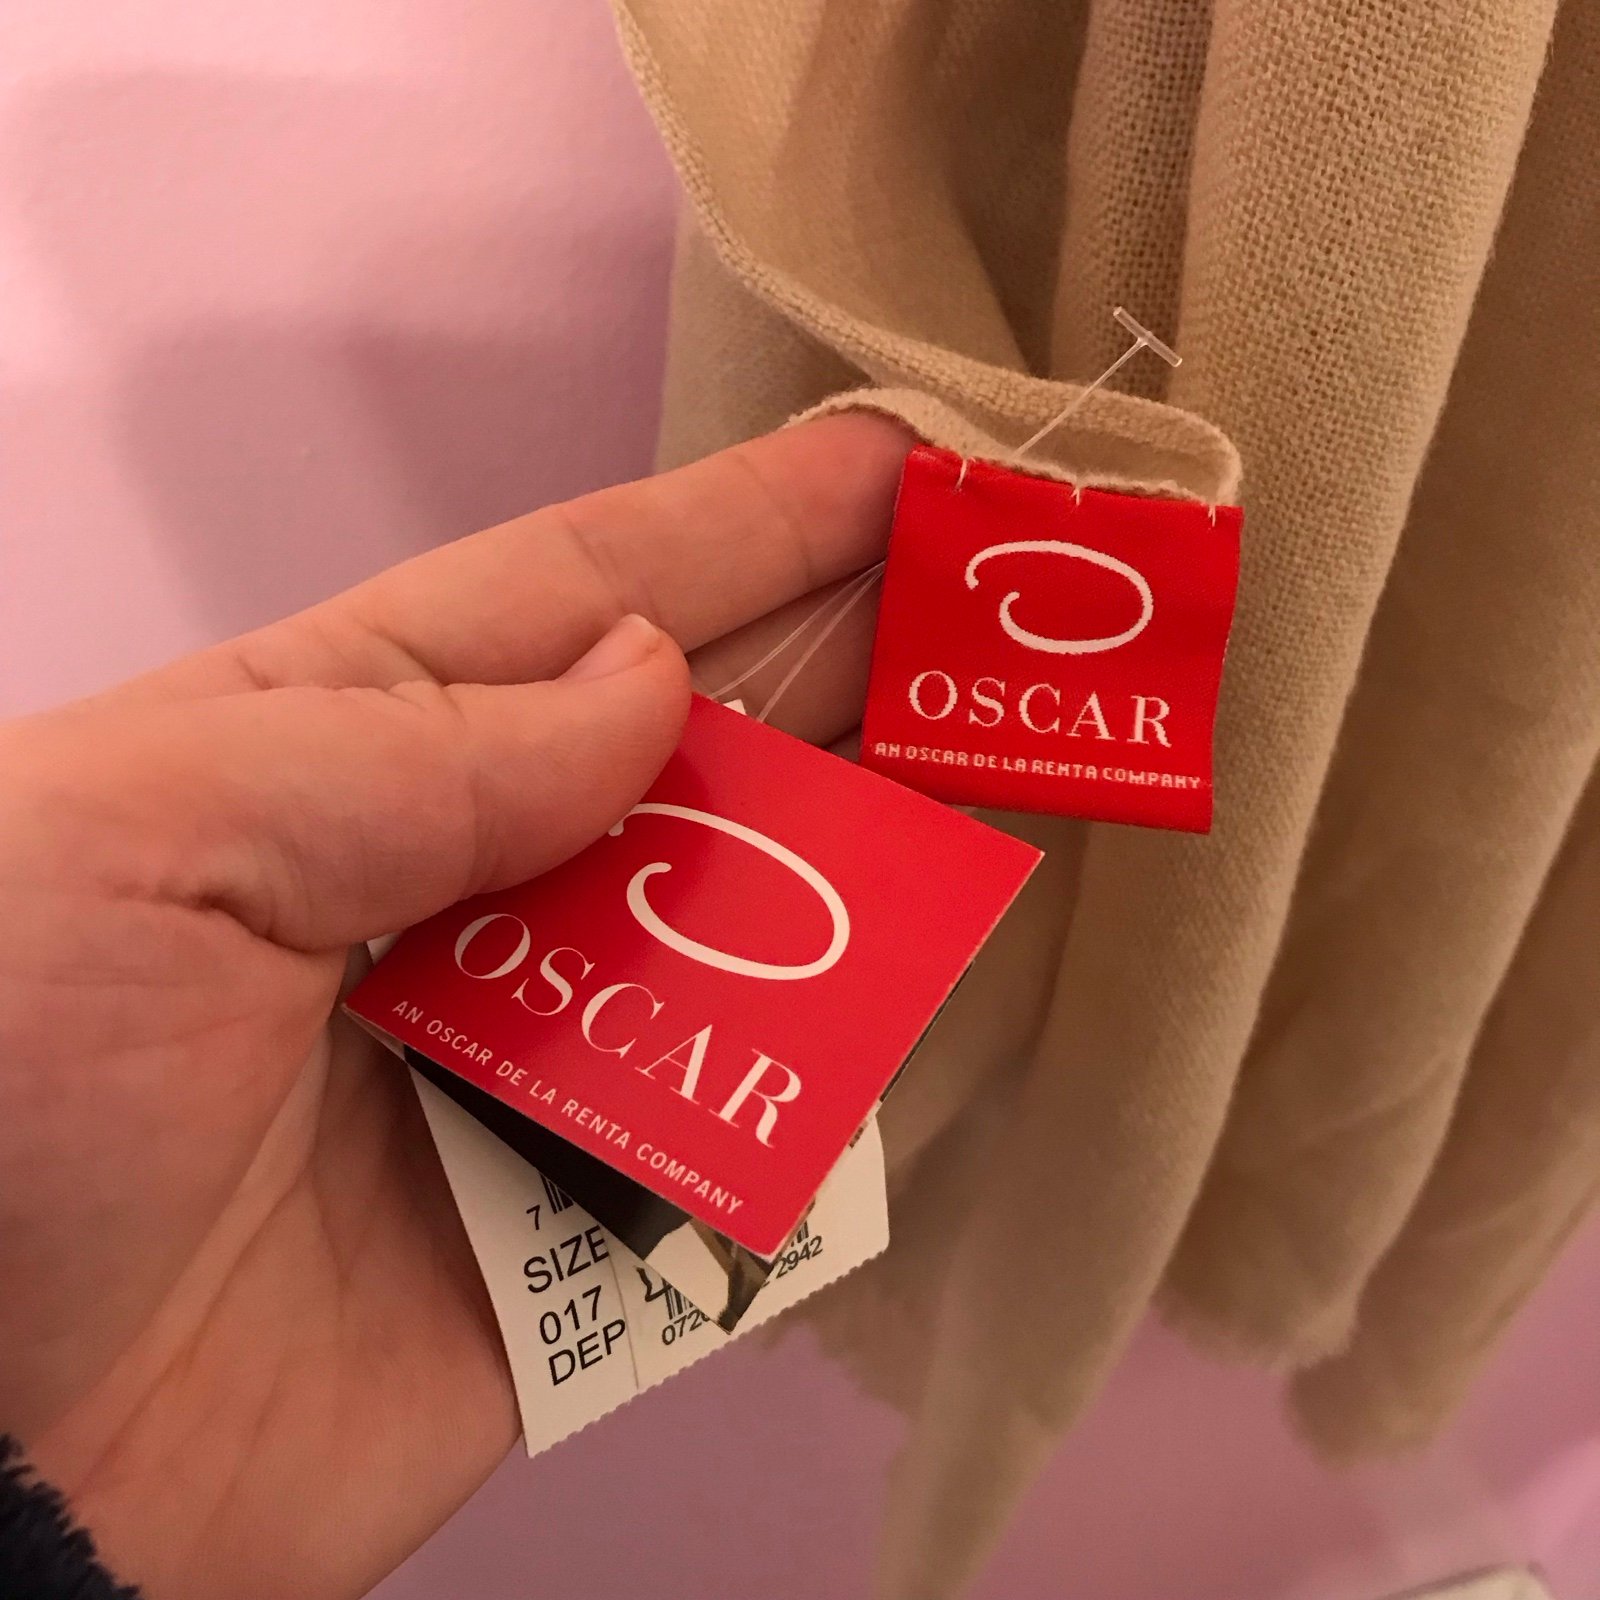 OSCAR
AN OSCAR DE LA RENTA COMPANY
OSCAR
AN OSCAR DE LA RENTA COMPANY
7
SIZE
017
DEP
2942
072